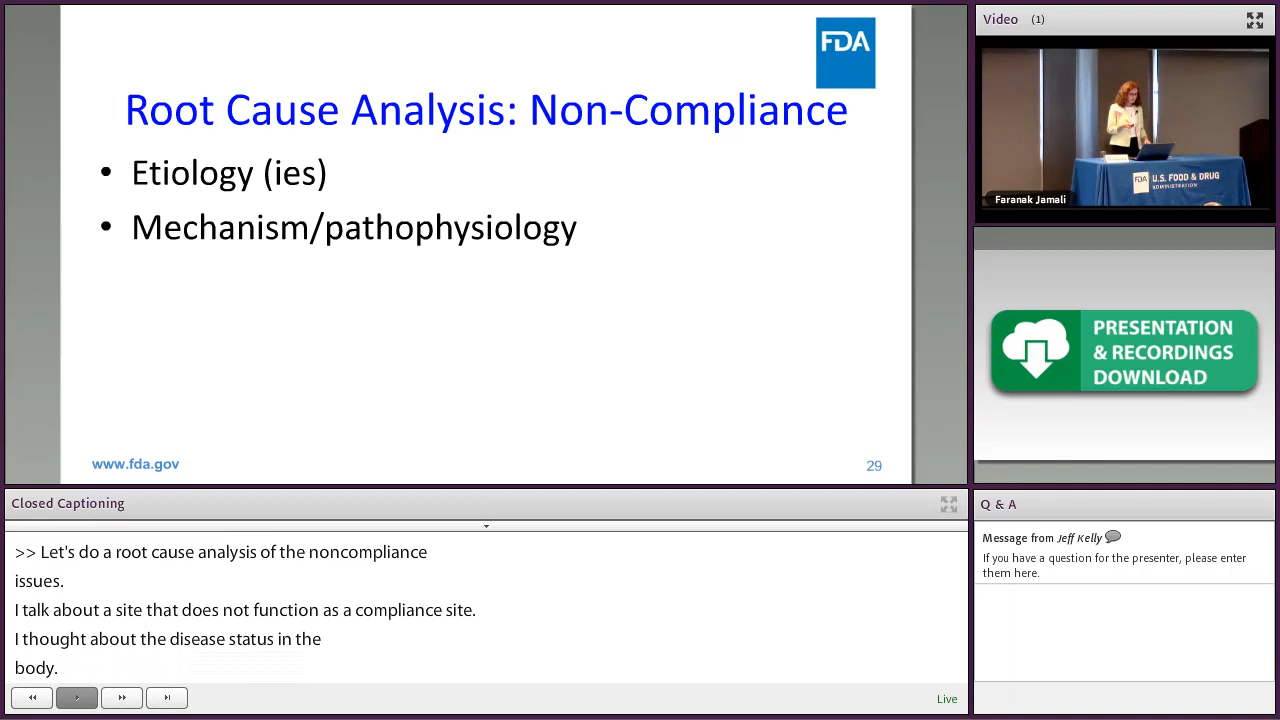 FDA
Root Cause Analysis: Non-Compliance
• Etiology (ies)
• Mechanism/pathophysiology
www.fda.gov
29
Video (1)
FDA U.S. FOOD & DRUG
ADMINISTRATION
Faranak Jamali
PRESENTATION
& RECORDINGS
DOWNLOAD
Closed Captioning
>> Let's do a root cause analysis of the noncompliance
issues.
I talk about a site that does not function as a compliance site.
I thought about the disease status in the
body.
Live
Q & A
Message from Jeff Kelly
If you have a question for the presenter, please enter
them here.